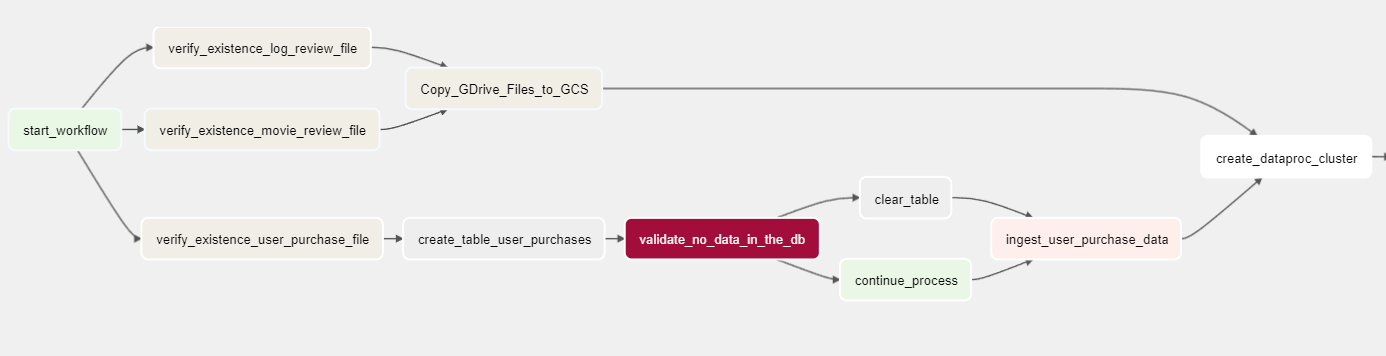 verify_existence_log_review_file
Copy_GDrive_Files_to_GCS
start_workflow
verify_existence_movie_review_file
create_dataproc_cluster
clear_table
verify_existence_user_purchase_file
create_table_user_purchases
validate_no_data_in_the_db
ingest_user_purchase_data
continue_process